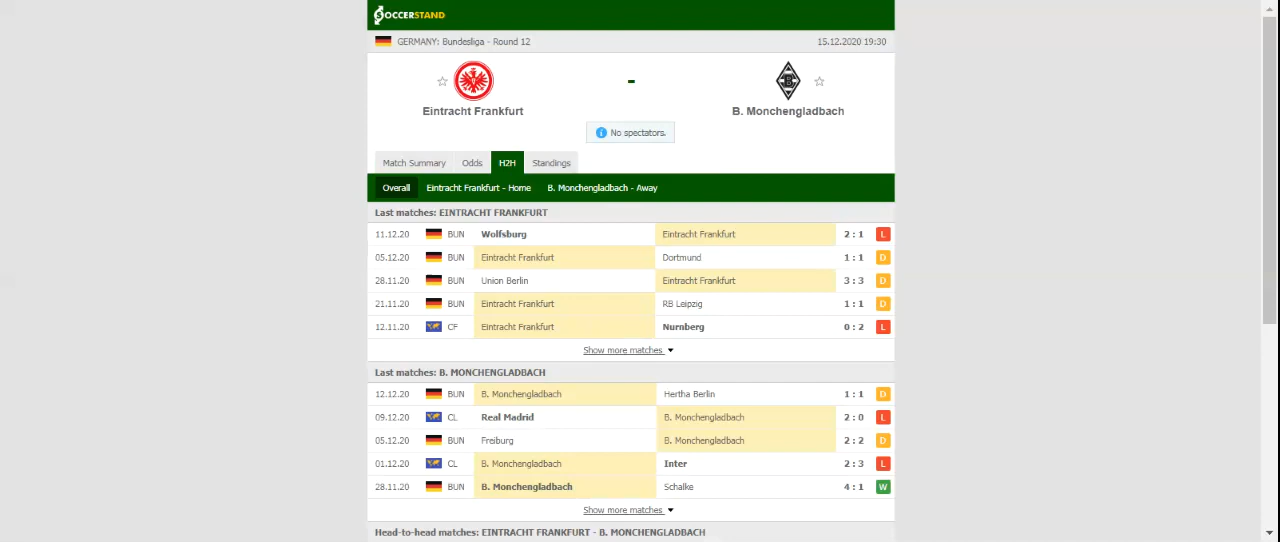 SOCCERSTAND
GERMANY: Bundesliga - Round 12 15.12.2020 19:30
-
Eintracht Frankfurt B. Monchengladbach
No spectators.
Match Summary Odds H2H Standings
Overall Eintracht Frankfurt - Home B. Monchengladbach - Away
Last matches: EINTRACHT FRANKFURT
11.12.20 BUN Wolfsburg Eintracht Frankfurt 2 : 1 L
05.12.20 BUN Eintracht Frankfurt Dortmund 1 : 1 D
28.11.20 BUN Union Berlin Eintracht Frankfurt 3 : 3 D
21.11.20 BUN Eintracht Frankfurt RB Leipzig 1 : 1 D
12.11.20 CF Eintracht Frankfurt Nurnberg 0 : 2 L
Show more matches
Last matches: B. MONCHENGLADBACH
12.12.20 BUN B. Monchengladbach Hertha Berlin 1 : 1 D
09.12.20 CL Real Madrid B. Monchengladbach 2 : 0 L
05.12.20 BUN Freiburg B. Monchengladbach 2 : 2 D
01.12.20 CL B. Monchengladbach Inter 2 : 3 L
28.11.20 BUN B. Monchengladbach Schalke 4 : 1 W
Show more matches
Head-to-head matches: EINTRACHT FRANKFURT - B. MONCHENGLADBACH